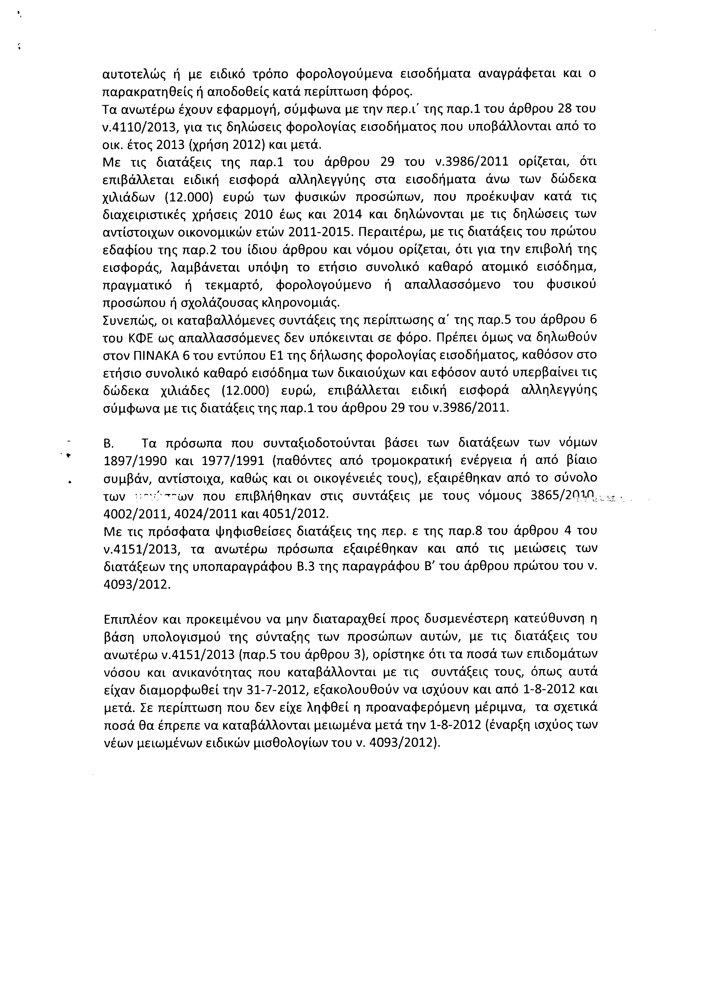 αυτοτελώς ή με ειδικό τρόπο φορολογούμενα εισοδήματα αναγράφεται και ο
παρακρατηθείς ή αποδοθείς κατά περίπτωση φόρος.
Τα ανωτέρω έχουν εφαρμογή, σύμφωνα με την περ.ι' της παρ.1 του άρθρου 28 του
ν.4110/2013, για τις δηλώσεις φορολογίας εισοδήματος που υποβάλλονται από το
οικ. έτος 2013 (χρήση 2012) και μετά.
Με τις διατάξεις της παρ.1 του άρθρου 29 του ν.3986/2011 ορίζεται, ότι
επιβάλλεται ειδική εισφορά αλληλεγγύης στα εισοδήματα άνω των δώδεκα
χιλιάδων (12.000) ευρώ των φυσικών προσώπων, που προέκυψαν κατά τις
διαχειριστικές χρήσεις 2010 έως και 2014 και δηλώνονται με τις δηλώσεις των
αντίστοιχων οικονομικών ετών 2011-2015. Περαιτέρω, με τις διατάξεις του πρώτου
εδαφίου της παρ.2 του ίδιου άρθρου και νόμου ορίζεται, ότι για την επιβολή της
εισφοράς, λαμβάνεται υπόψη το ετήσιο συνολικό καθαρό ατομικό εισόδημα,
πραγματικό ή τεκμαρτό, φορολογούμενο ή απαλλασσόμενο του φυσικού
προσώπου ή σχολάζουσας κληρονομιάς.
Συνεπώς, οι καταβαλλόμενες συντάξεις της περίπτωσης α' της παρ.5 του άρθρου 6
του ΚΦΕ ως απαλλασσόμενες δεν υπόκεινται σε φόρο. Πρέπει όμως να δηλωθούν
στον ΠΙΝΑΚΑ 6 του εντύπου Ε1 της δήλωσης φορολογίας εισοδήματος, καθόσον στο
ετήσιο συνολικό καθαρό εισόδημα των δικαιούχων και εφόσον αυτό υπερβαίνει τις
δώδεκα χιλιάδες (12.000) ευρώ, επιβάλλεται ειδική εισφορά αλληλεγγύης
σύμφωνα με τις διατάξεις της παρ.1 του άρθρου 29 του ν.3986/2011.
Β. Τα πρόσωπα που συνταξιοδοτούνται βάσει των διατάξεων των νόμων
1897/1990 και 1977/1991 (παθόντες από τρομοκρατική ενέργεια ή από βίαιο
συμβάν, αντίστοιχα, καθώς και οι οικογένειές τους), εξαιρέθηκαν από το σύνολο
των που επιβλήθηκαν στις συντάξεις με τους νόμους 3865/2010
4002/2011, 4024/2011 και 4051/2012.
Με τις πρόσφατα ψηφισθείσες διατάξεις της περ. ε της παρ.8 του άρθρου 4 του
ν.4151/2013, τα ανωτέρω πρόσωπα εξαιρέθηκαν και από τις μειώσεις των
διατάξεων της υποπαραγράφου Β.3 της παραγράφου Β' του άρθρου πρώτου του ν.
4093/2012.
Επιπλέον και προκειμένου να μην διαταραχθεί προς δυσμενέστερη κατεύθυνση η
βάση υπολογισμού της σύνταξης των προσώπων αυτών, με τις διατάξεις του
ανωτέρω ν.4151/2013 (παρ.5 του άρθρου 3), ορίστηκε ότι τα ποσά των επιδομάτων
νόσου και ανικανότητας που καταβάλλονται με τις συντάξεις τους, όπως αυτά
είχαν διαμορφωθεί την 31-7-2012, εξακολουθούν να ισχύουν και από 1-8-2012 και
μετά. Σε περίπτωση που δεν είχε ληφθεί η προαναφερόμενη μέριμνα, τα σχετικά
ποσά θα έπρεπε να καταβάλλονται μειωμένα μετά την 1-8-2012 (έναρξη ισχύος των
νέων μειωμένων ειδικών μισθολογίων του ν. 4093/2012).